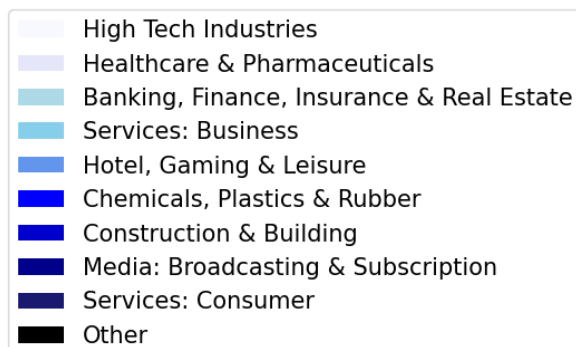 High Tech Industries
Healthcare & Pharmaceuticals
Banking, Finance, Insurance & Real Estate
Services: Business
Hotel, Gaming & Leisure
Chemicals, Plastics & Rubber
Construction & Building
Media: Broadcasting & Subscription
Services: Consumer
Other